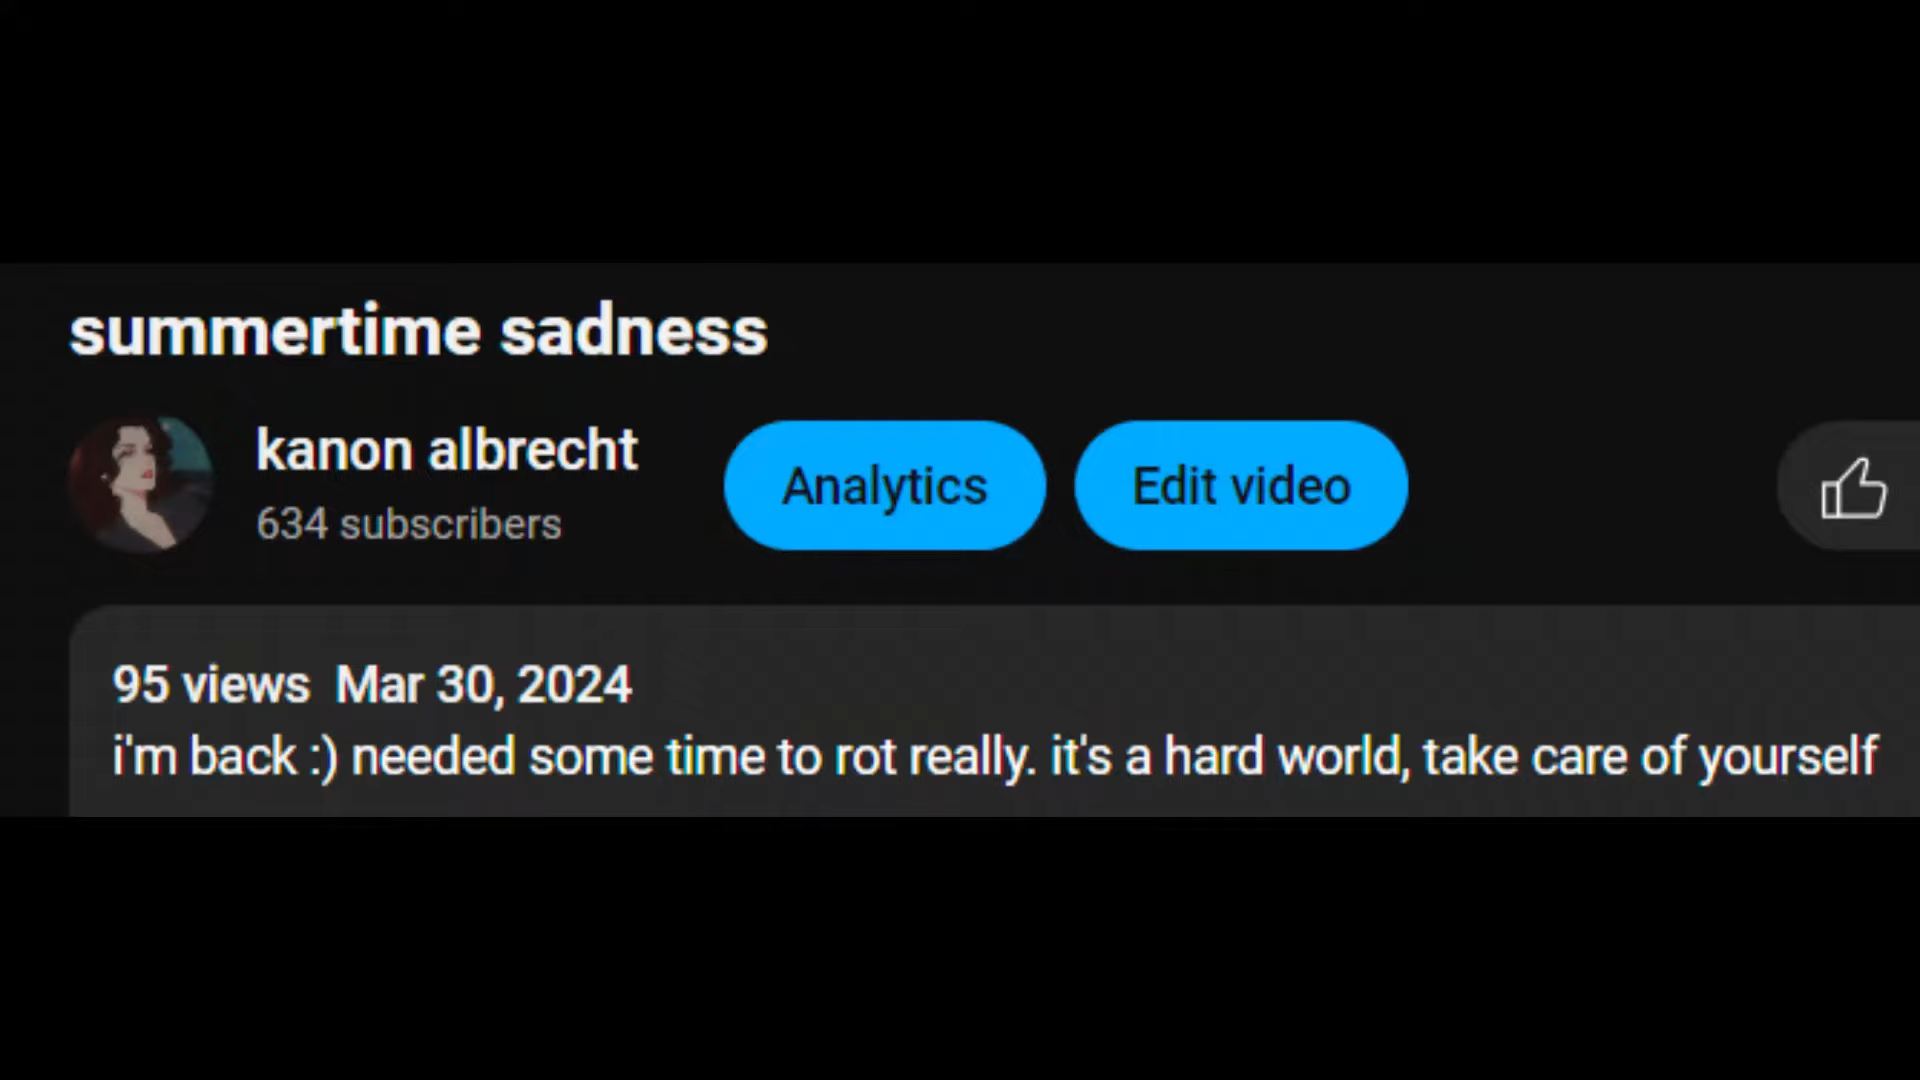 summertime sadness
kanon albrecht
634 subscribers
Analytics
Edit video
95 views  Mar 30, 2024
i'm back :) needed some time to rot really. it's a hard world, take care of yourself